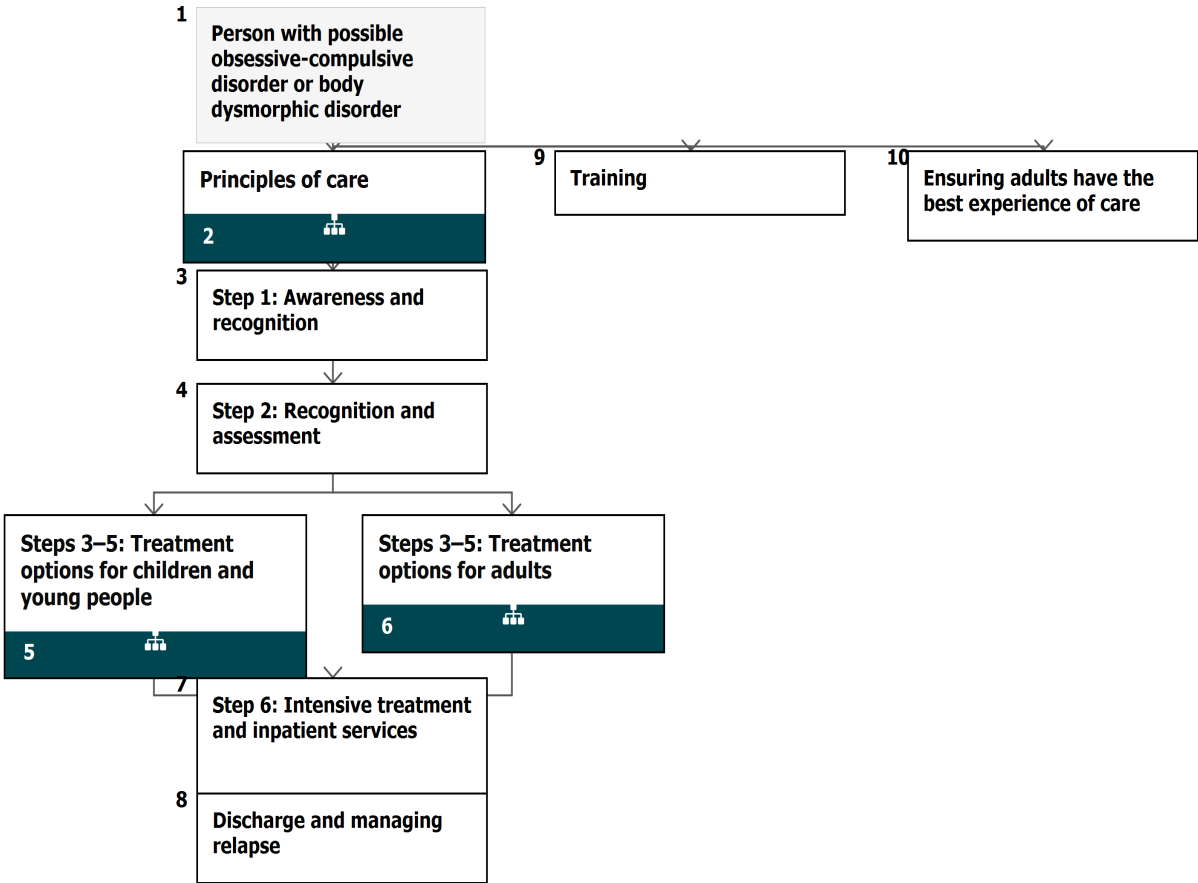 1
Person with possible
obsessive-compulsive
disorder or body
dysmorphic disorder
Principles of care
2
9
Training
10
Ensuring adults have the
best experience of care
3
Step 1: Awareness and
recognition
4
Step 2: Recognition and
assessment
Steps 3–5: Treatment
options for children and
young people
5
Steps 3–5: Treatment
options for adults
6
7
Step 6: Intensive treatment
and inpatient services
8
Discharge and managing
relapse